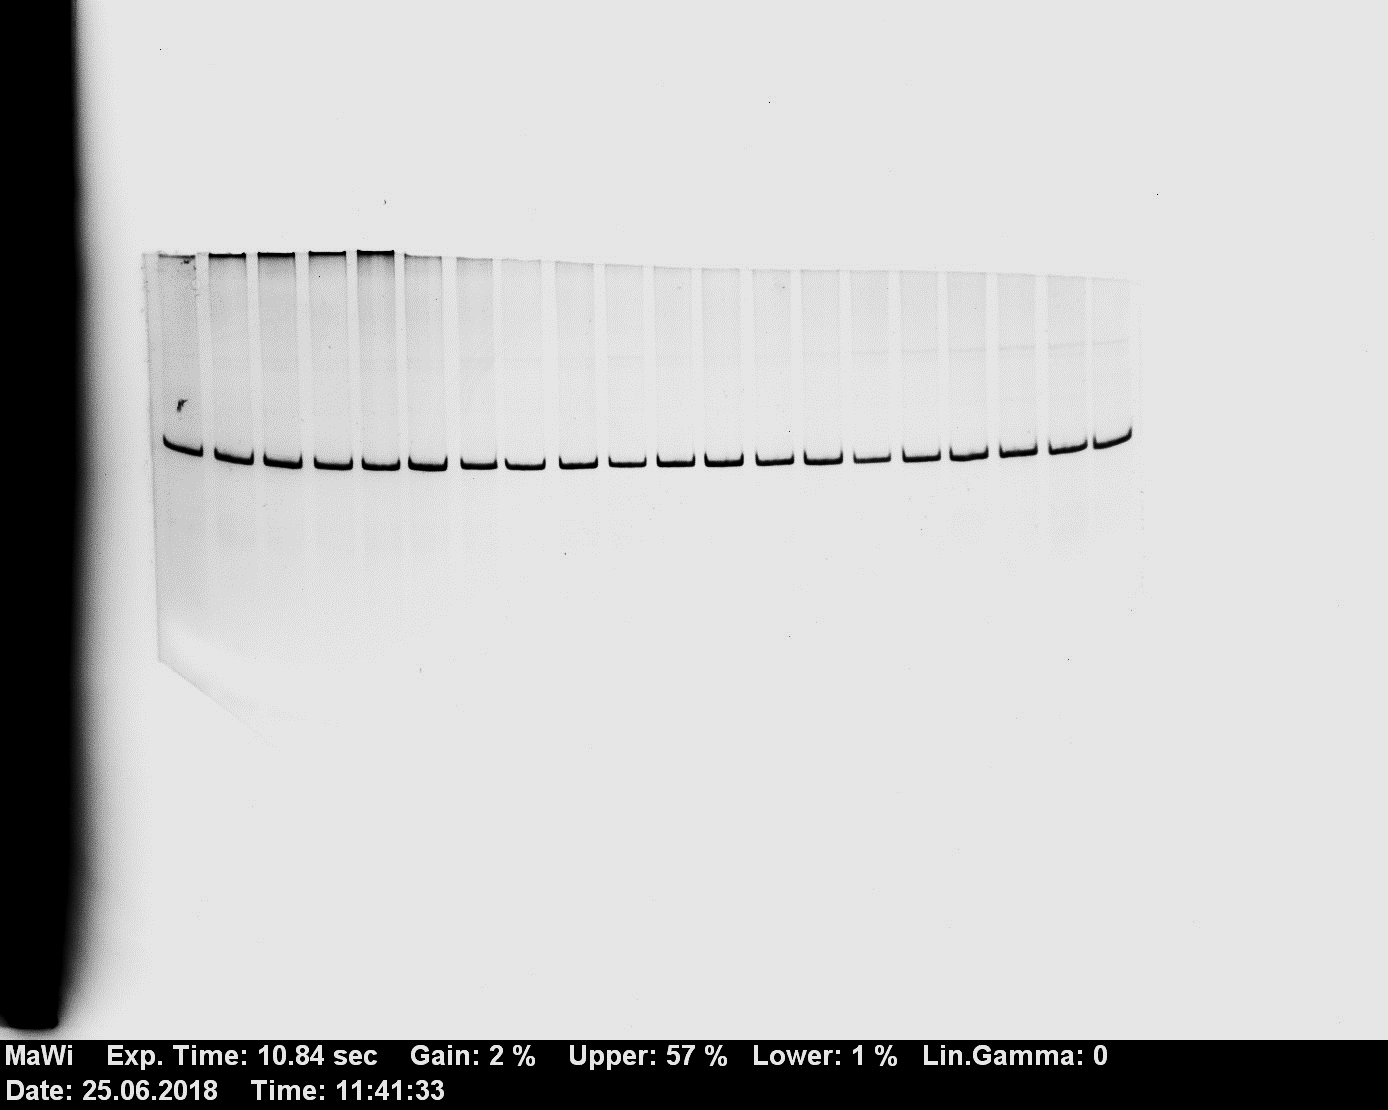 MaWi Exp. Time: 10.84 sec Gain: 2 % Upper: 57 % Lower: 1 % Lin.Gamma: 0
Date: 25.06.2018 Time: 11:41:33